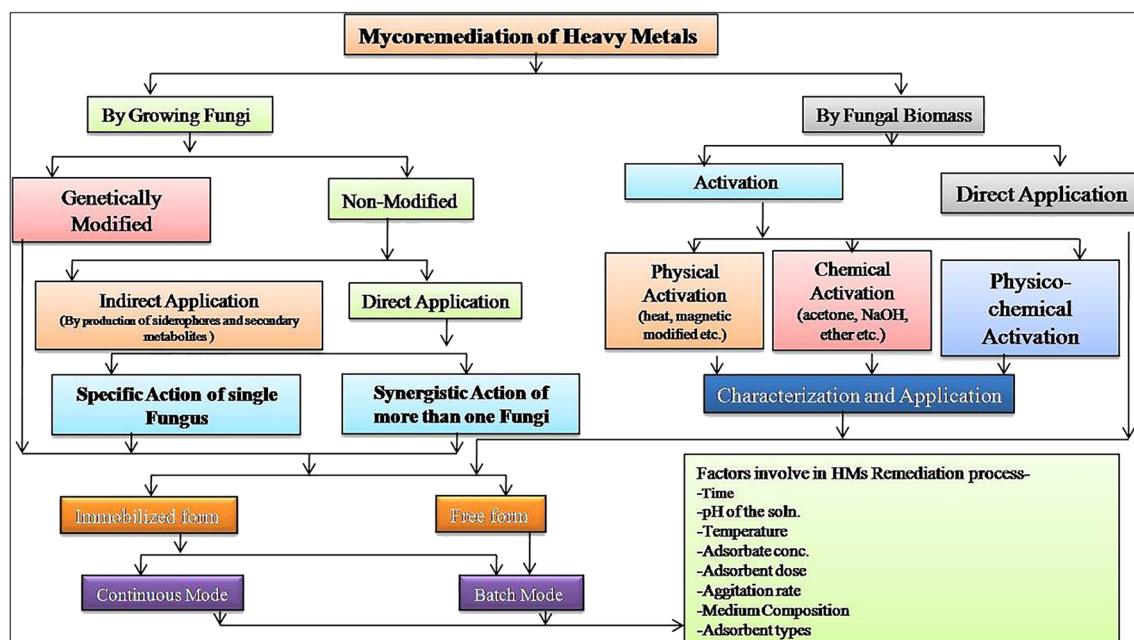 Mycoremediation of Heavy Metals
By Growing Fungi
By Fungal Biomass
Genetically
Modified
Non-Modified
Activation
Direct Application
Indirect Application
(By production of siderophores and secondary
metabolites )
Direct Application
Physical
Activation
(heat, magnetic
modified etc.)
Chemical
Activation
(acetone, NaOH,
ether etc.)
Physico-
chemical
Activation
Specific Action of single
Fungus
Synergistic Action of
more than one Fungi
Characterization and Application
Immobilized form
Free form
Continuous Mode
Batch Mode
Factors involve in HMs Remediation process-
-Time
-pH of the soln.
-Temperature
-Adsorbate conc.
-Adsorbent dose
-Aggitation rate
-Medium Composition
-Adsorbent types